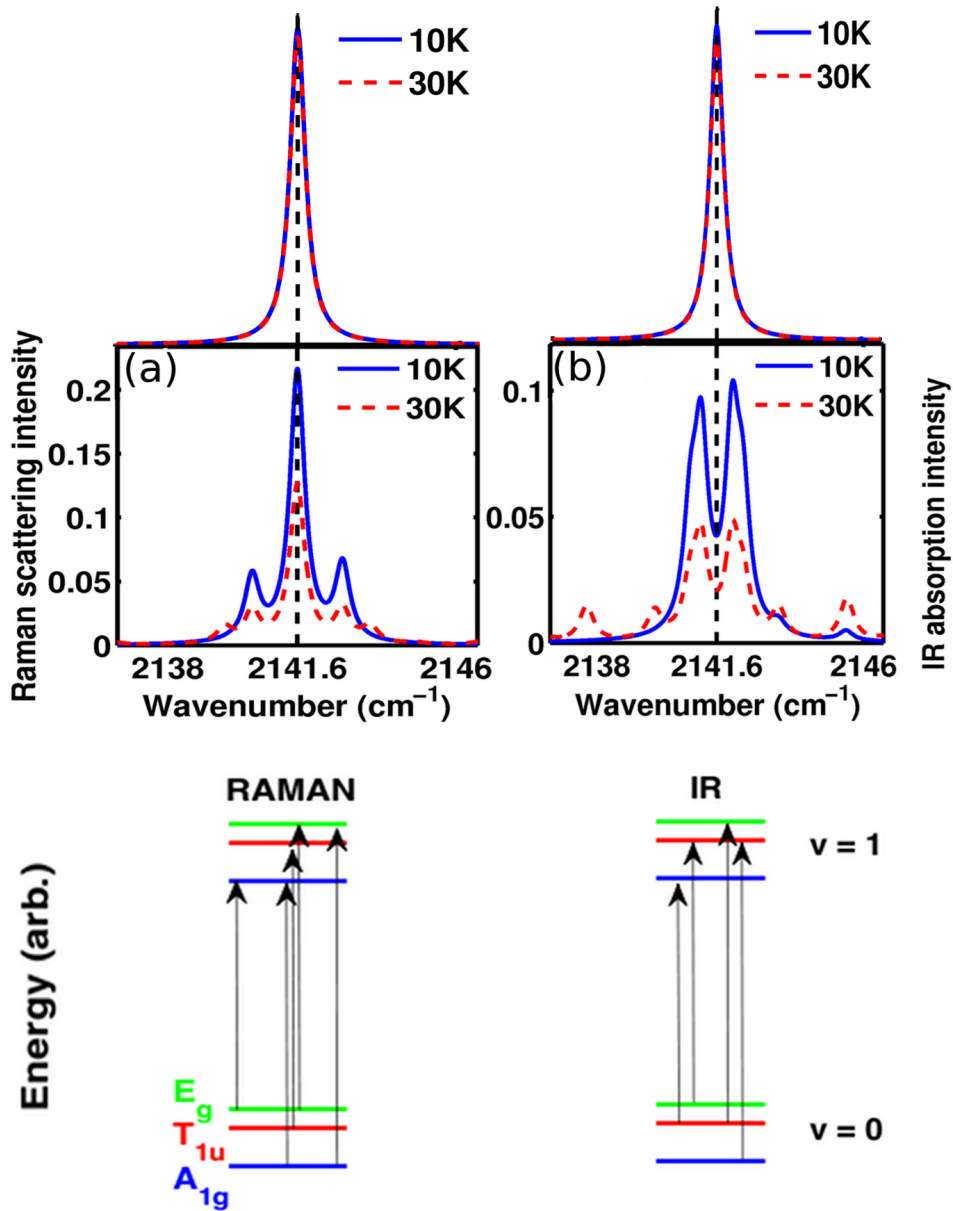 10K
30K
10K
30K
Raman scattering intensity
(a)
10K
30K
0.2
0.15
0.1
0.05
0
2138
2141.6
2146
Wavenumber (cm⁻¹)
(b)
10K
30K
0.1
0.05
0
2138
2141.6
2146
Wavenumber (cm⁻¹)
IR absorption intensity
Energy (arb.)
RAMAN
IR
v = 1
E_g
T_1u
A_1g
v = 0